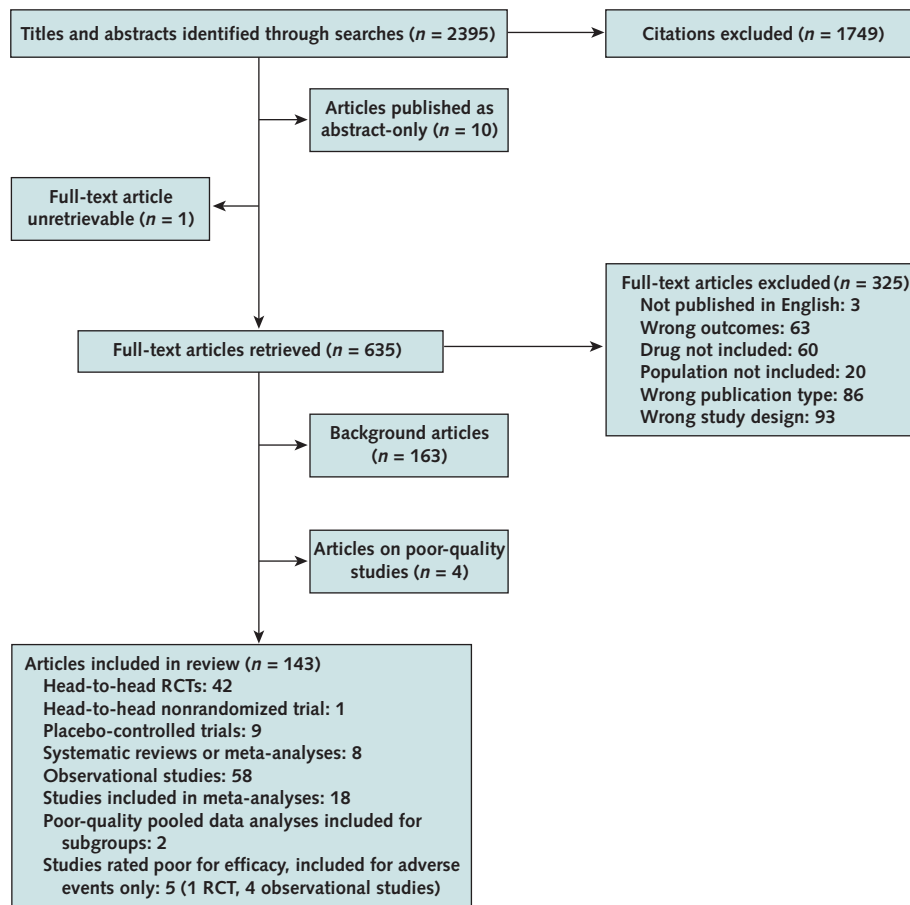 Titles and abstracts identified through searches (n = 2395)
Citations excluded (n = 1749)
Articles published as
abstract-only (n = 10)
Full-text article
unretrievable (n = 1)
Full-text articles retrieved (n = 635)
Full-text articles excluded (n = 325)
Not published in English: 3
Wrong outcomes: 63
Drug not included: 60
Population not included: 20
Wrong publication type: 86
Wrong study design: 93
Background articles
(n = 163)
Articles on poor-quality
studies (n = 4)
Articles included in review (n = 143)
Head-to-head RCTs: 42
Head-to-head nonrandomized trial: 1
Placebo-controlled trials: 9
Systematic reviews or meta-analyses: 8
Observational studies: 58
Studies included in meta-analyses: 18
Poor-quality pooled data analyses included for
subgroups: 2
Studies rated poor for efficacy, included for adverse
events only: 5 (1 RCT, 4 observational studies)